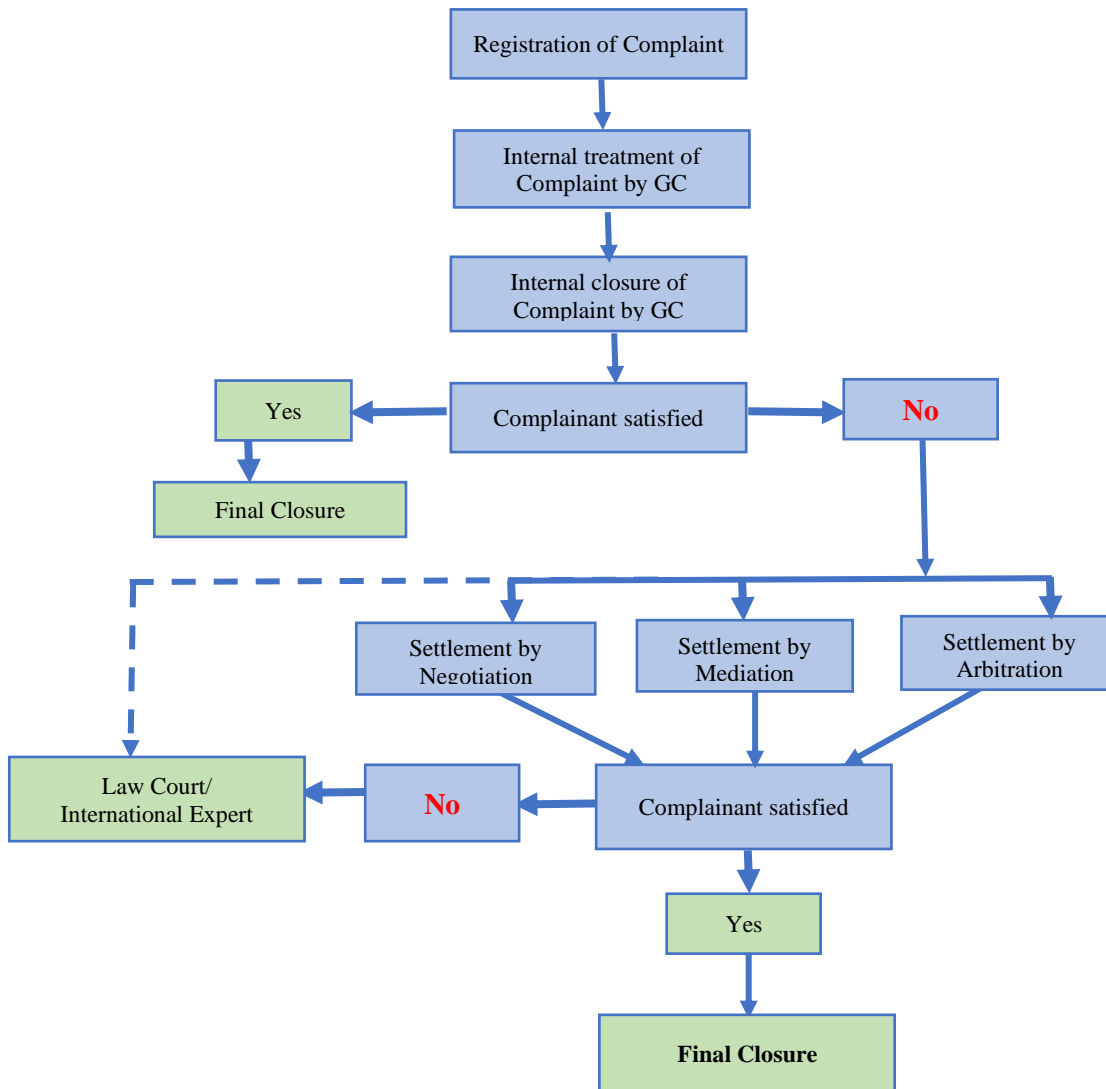 Registration of Complaint
Internal treatment of
Complaint by GC
Internal closure of
Complaint by GC
Yes
Complainant satisfied
No
Final Closure
Settlement by
Negotiation
Settlement by
Mediation
Settlement by
Arbitration
Law Court/
International Expert
No
Complainant satisfied
Yes
Final Closure